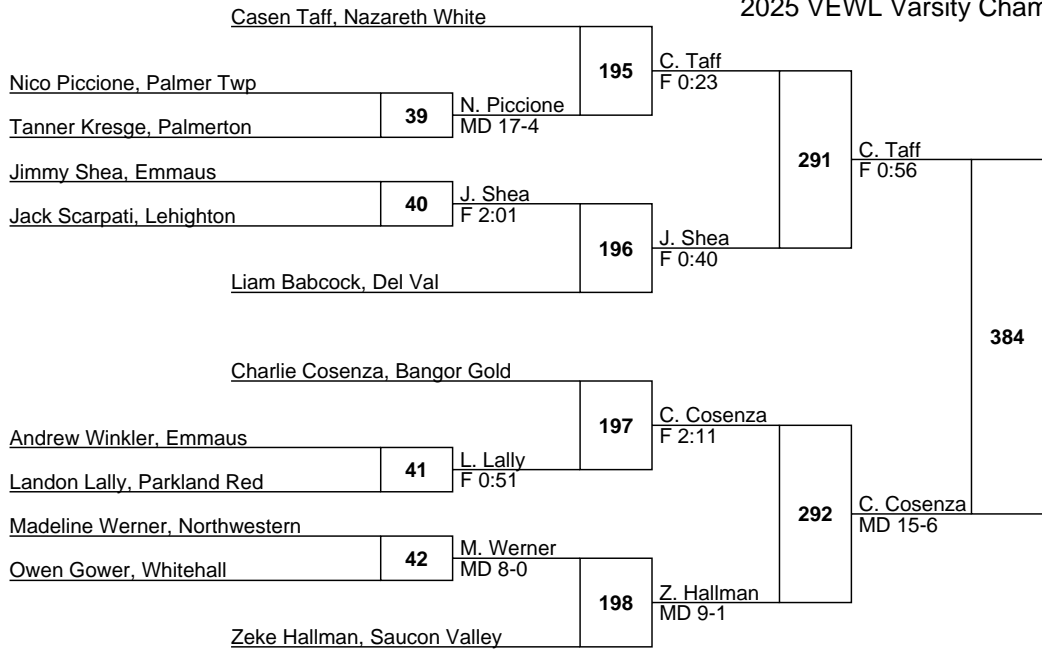 2025 VEWL Varsity Cham
Casen Taff, Nazareth White
195
C. Taff
F 0:23
Nico Piccione, Palmer Twp
39
N. Piccione
MD 17-4
Tanner Kresge, Palmerton
291
C. Taff
F 0:56
Jimmy Shea, Emmaus
40
J. Shea
F 2:01
Jack Scarpati, Lehighton
196
J. Shea
F 0:40
Liam Babcock, Del Val
384
Charlie Cosenza, Bangor Gold
197
C. Cosenza
F 2:11
Andrew Winkler, Emmaus
41
L. Lally
F 0:51
Landon Lally, Parkland Red
292
C. Cosenza
MD 15-6
Madeline Werner, Northwestern
42
M. Werner
MD 8-0
Owen Gower, Whitehall
198
Z. Hallman
MD 9-1
Zeke Hallman, Saucon Valley